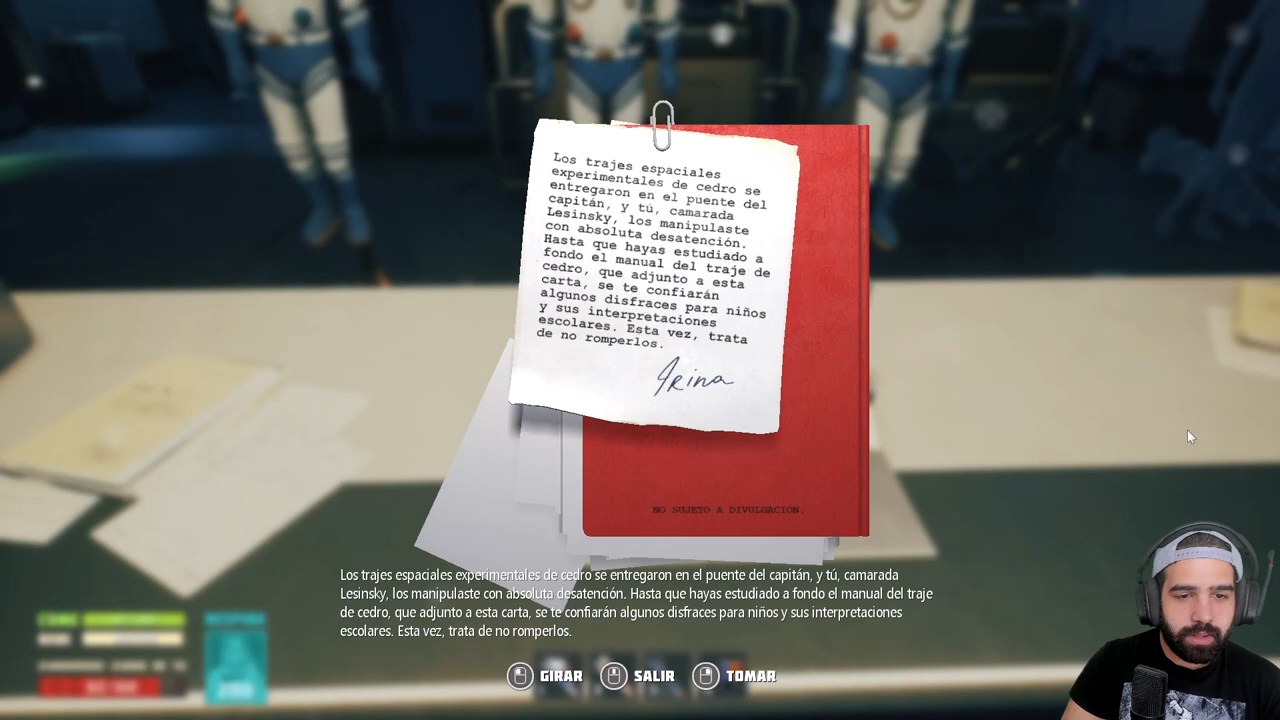 Los trajes espaciales
experimentales de cedro se
entregaron en el puente del
capitán, y tú, camarada
Lesinsky, los manipulaste
con absoluta desatención.
Hasta que hayas estudiado a
fondo el manual del traje de
cedro, que adjunto a esta
carta, se te confiarán
algunos disfraces para niños
y sus interpretaciones
escolares. Esta vez, trata
de no romperlos.
Irina
NO SUJETO A DIVULGACIÓN.
Los trajes espaciales experimentales de cedro se entregaron en el puente del capitán, y tú, camarada
Lesinsky, los manipulaste con absoluta desatención. Hasta que hayas estudiado a fondo el manual del traje
de cedro, que adjunto a esta carta, se te confiarán algunos disfraces para niños y sus interpretaciones
escolares. Esta vez, trata de no romperlos.
GIRAR SALIR TOMAR